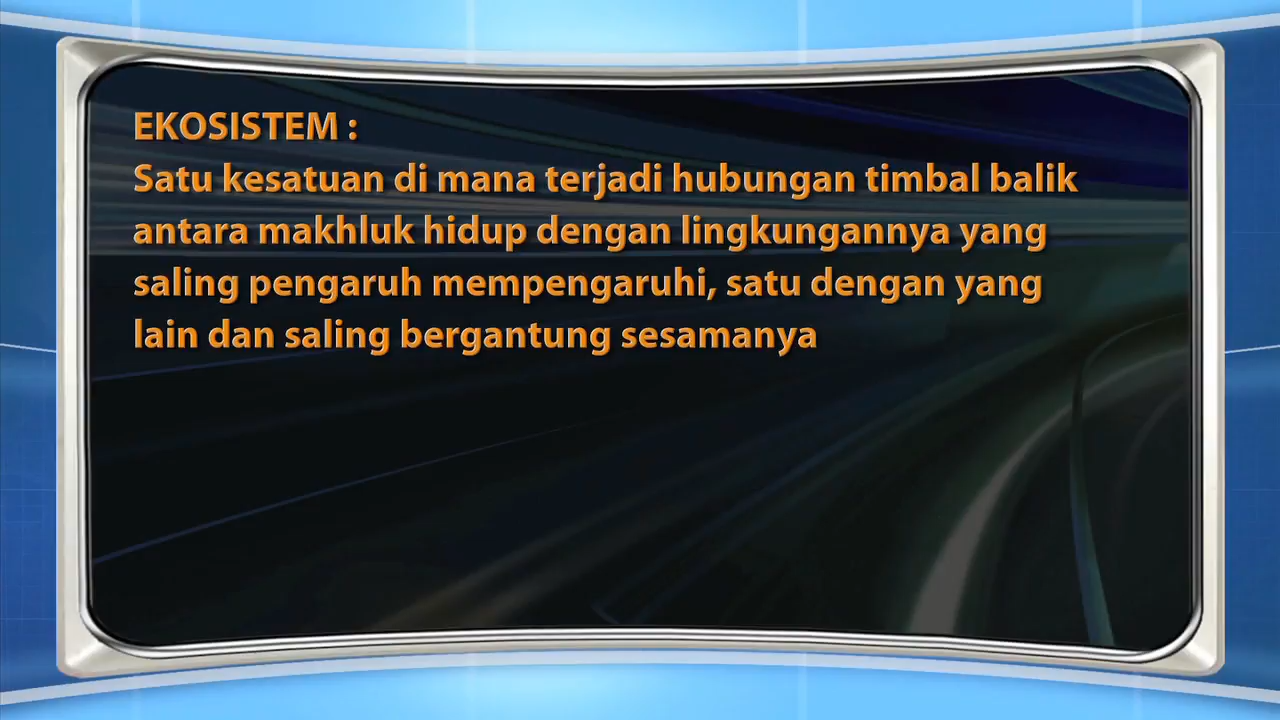 EKOSISTEM :
Satu kesatuan di mana terjadi hubungan timbal balik
antara makhluk hidup dengan lingkungannya yang
saling pengaruh mempengaruhi, satu dengan yang
lain dan saling bergantung sesamanya